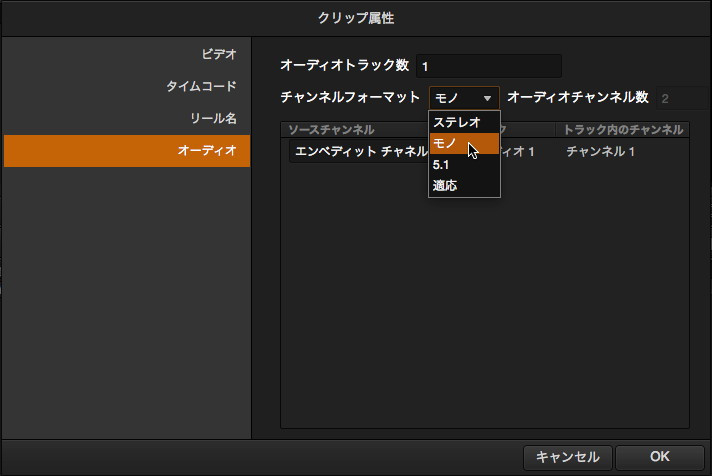 クリップ属性
ビデオ
タイムコード
リール名
オーディオ
オーディオトラック数 1
チャンネルフォーマット モノ オーディオチャンネル数 2
ソースチャンネル トラック内のチャンネル
エンベディット チャネル ィオ 1 チャンネル 1
ステレオ
モノ
5.1
適応
キャンセル OK